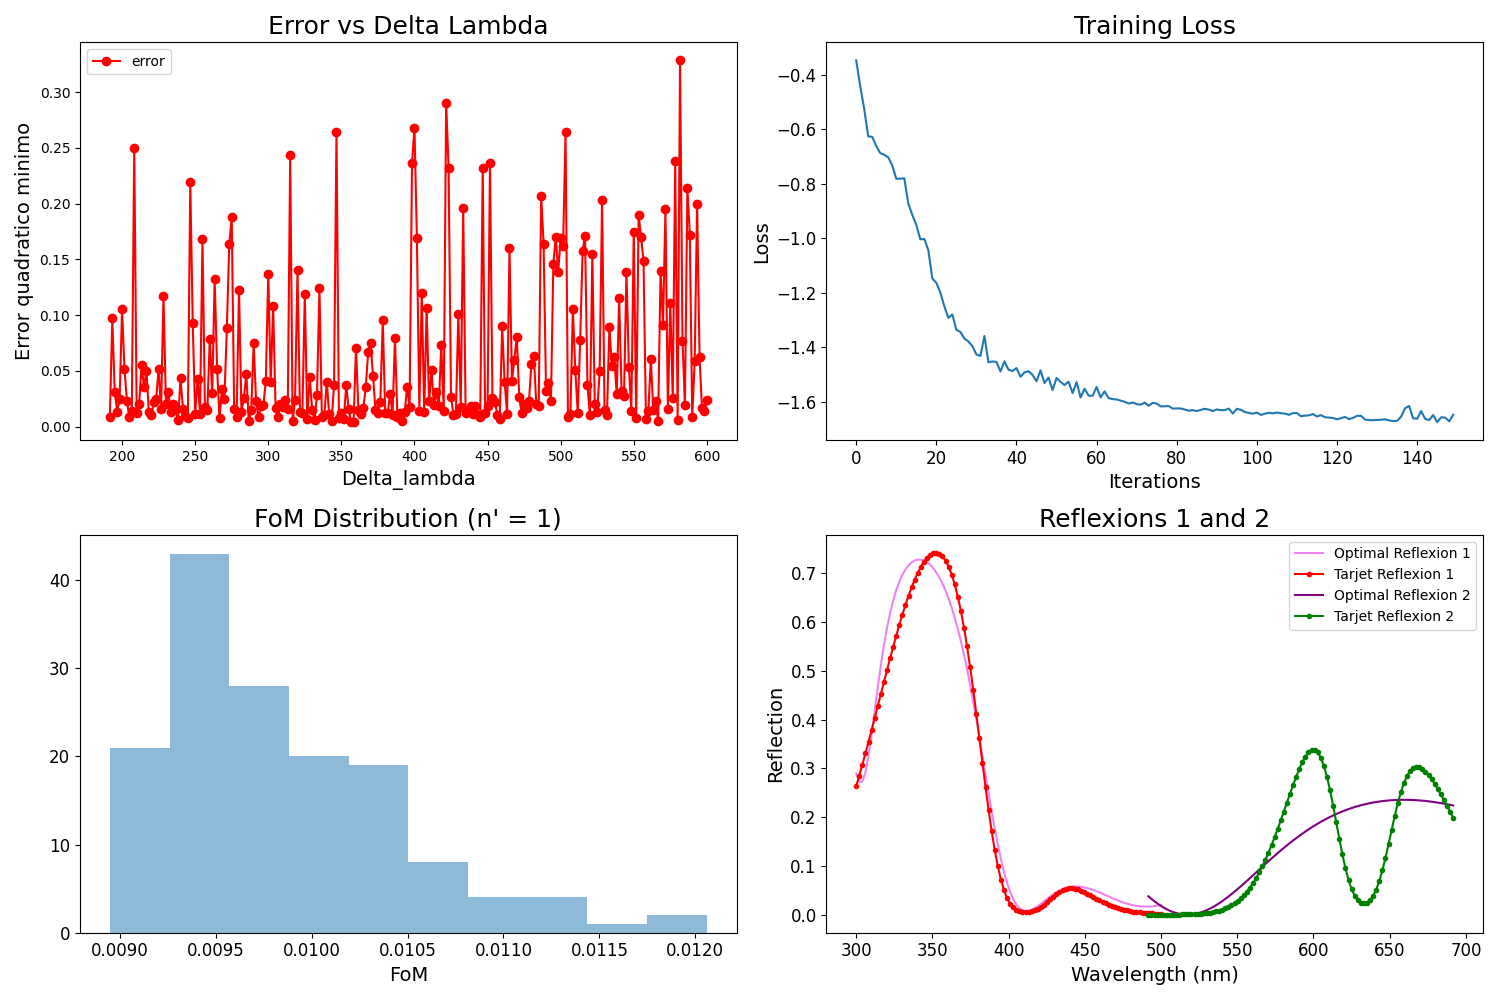 Error vs Delta Lambda
error
Error quadratico minimo
0.30
0.25
0.20
0.15
0.10
0.05
0.00
200 250 300 350 400 450 500 550 600
Delta_lambda
Training Loss
Loss
−0.4
−0.6
−0.8
−1.0
−1.2
−1.4
−1.6
0 20 40 60 80 100 120 140
Iterations
FoM Distribution (n' = 1)
40
30
20
10
0
0.0090 0.0095 0.0100 0.0105 0.0110 0.0115 0.0120
FoM
Reflexions 1 and 2
Optimal Reflexion 1
Tarjet Reflexion 1
Optimal Reflexion 2
Tarjet Reflexion 2
Reflection
0.7
0.6
0.5
0.4
0.3
0.2
0.1
0.0
300 350 400 450 500 550 600 650 700
Wavelength (nm)